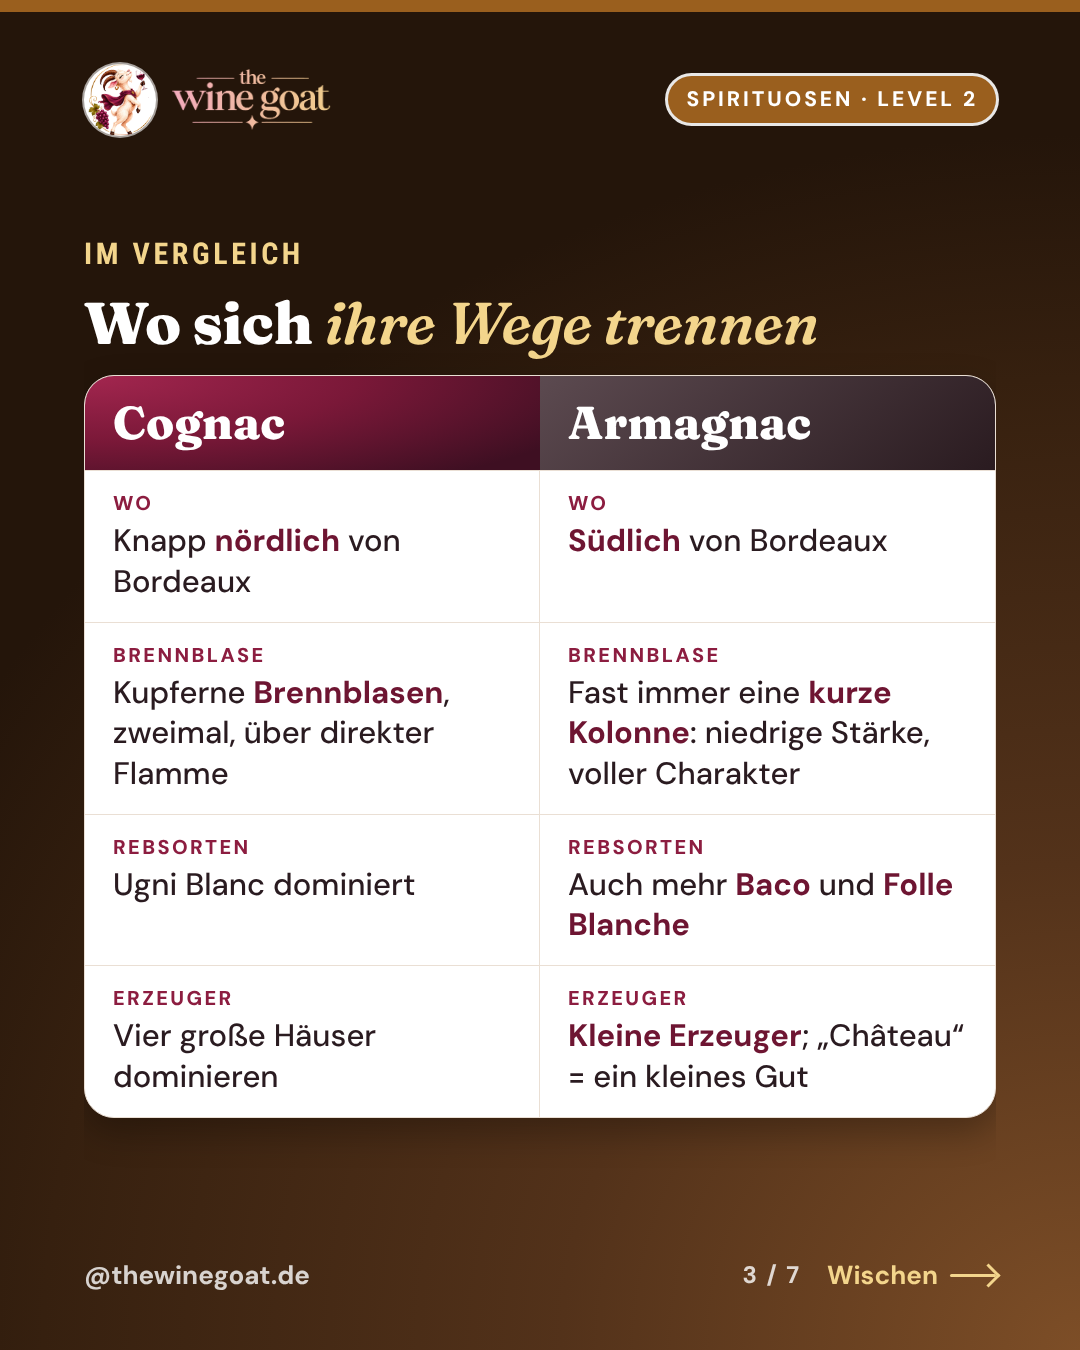 the
wine goat
SPIRITUOSEN · LEVEL 2
IM VERGLEICH
Wo sich ihre Wege trennen
Cognac
Armagnac
WO
Knapp nördlich von
Bordeaux
WO
Südlich von Bordeaux
BRENNBLASE
Kupferne Brennblasen,
zweimal, über direkter
Flamme
BRENNBLASE
Fast immer eine kurze
Kolonne: niedrige Stärke,
voller Charakter
REBSORTEN
Ugni Blanc dominiert
REBSORTEN
Auch mehr Baco und Folle
Blanche
ERZEUGER
Vier große Häuser
dominieren
ERZEUGER
Kleine Erzeuger; „Château“
= ein kleines Gut
@thewinegoat.de
3 / 7
Wischen